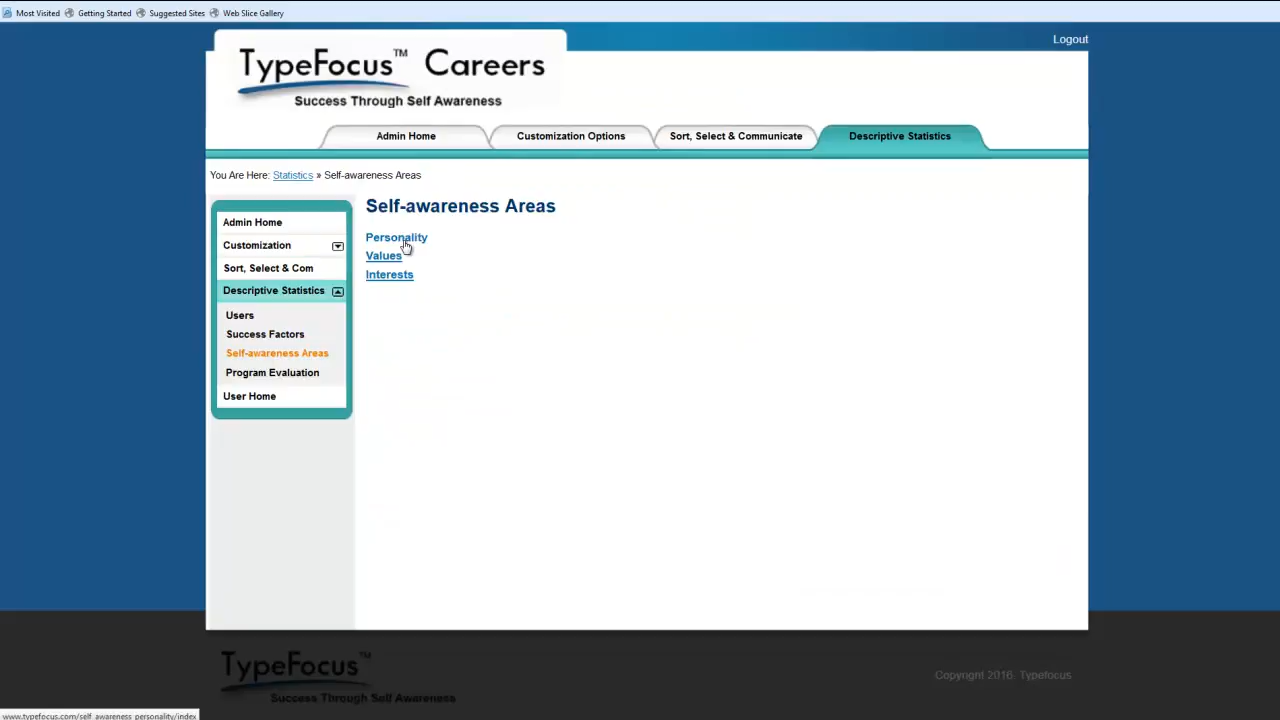 Most Visited Getting Started Suggested Sites Web Slice Gallery
Logout
TypeFocus™ Careers
Success Through Self Awareness
Admin Home Customization Options Sort, Select & Communicate Descriptive Statistics
You Are Here: Statistics » Self-awareness Areas
Admin Home
Customization
Sort, Select & Com
Descriptive Statistics
Users
Success Factors
Self-awareness Areas
Program Evaluation
User Home
Self-awareness Areas
Personality
Values
Interests
TypeFocus™
Success Through Self Awareness
Copyright 2016. Typefocus
www.typefocus.com/self_awareness_personality/index